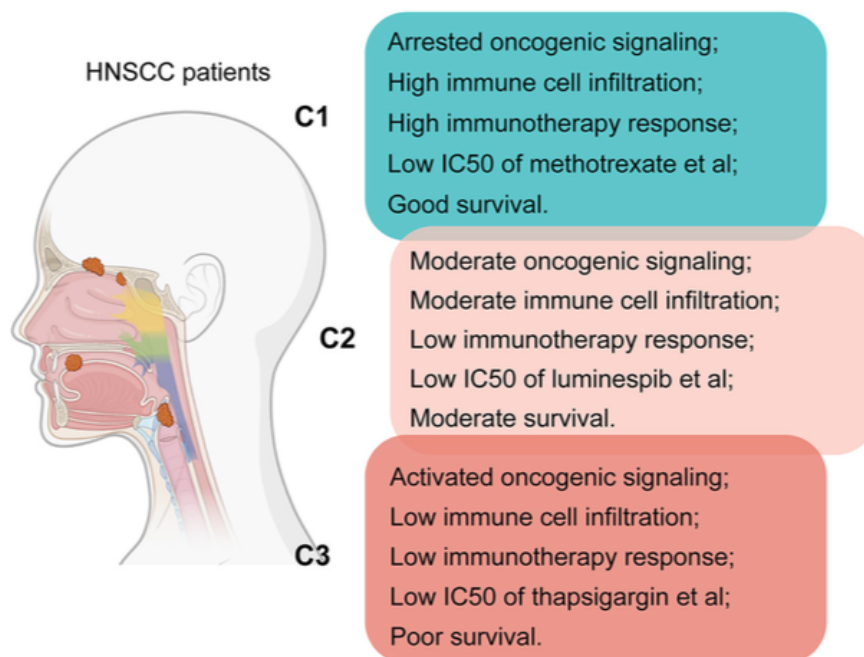 HNSCC patients
C1
Arrested oncogenic signaling;
High immune cell infiltration;
High immunotherapy response;
Low IC50 of methotrexate et al;
Good survival.
C2
Moderate oncogenic signaling;
Moderate immune cell infiltration;
Low immunotherapy response;
Low IC50 of luminespib et al;
Moderate survival.
C3
Activated oncogenic signaling;
Low immune cell infiltration;
Low immunotherapy response;
Low IC50 of thapsigargin et al;
Poor survival.